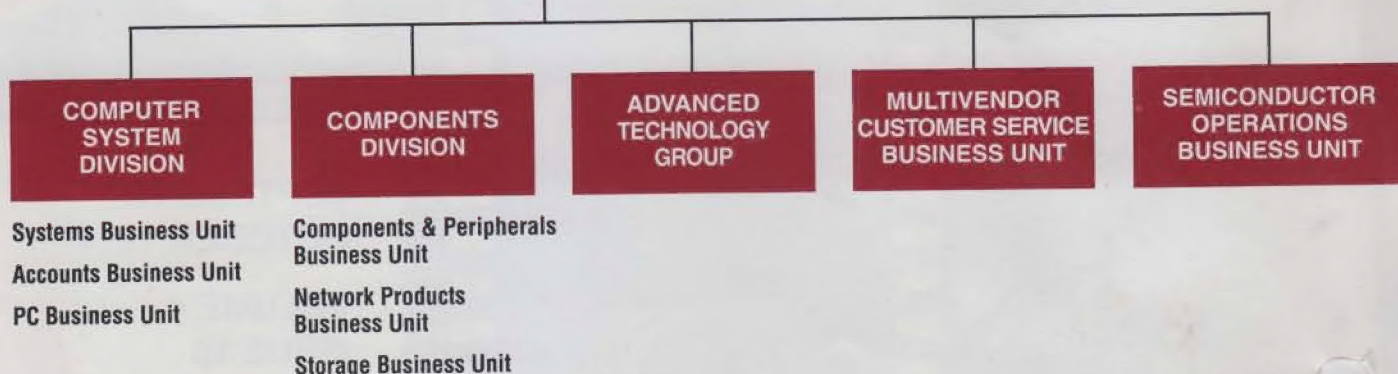 COMPUTER
SYSTEM
DIVISION
COMPONENTS
DIVISION
ADVANCED
TECHNOLOGY
GROUP
MULTIVENDOR
CUSTOMER SERVICE
BUSINESS UNIT
SEMICONDUCTOR
OPERATIONS
BUSINESS UNIT
Systems Business Unit
Accounts Business Unit
PC Business Unit
Components & Peripherals
Business Unit
Network Products
Business Unit
Storage Business Unit